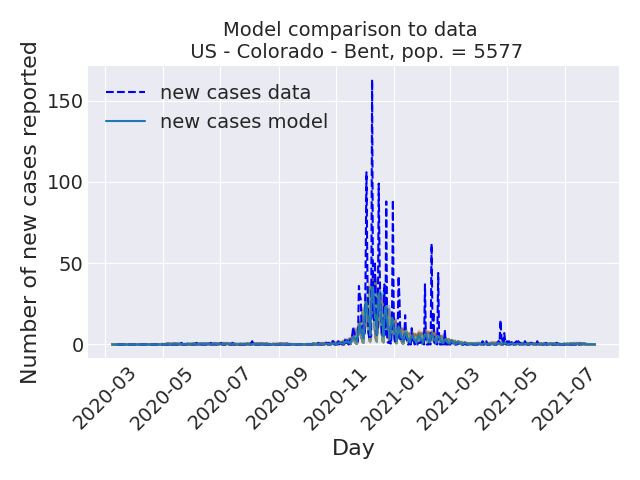 Model comparison to data
US - Colorado - Bent, pop. = 5577
Number of new cases reported
150
100
50
0
new cases data
new cases model
2020-03
2020-05
2020-07
2020-09
2020-11
2021-01
2021-03
2021-05
2021-07
Day